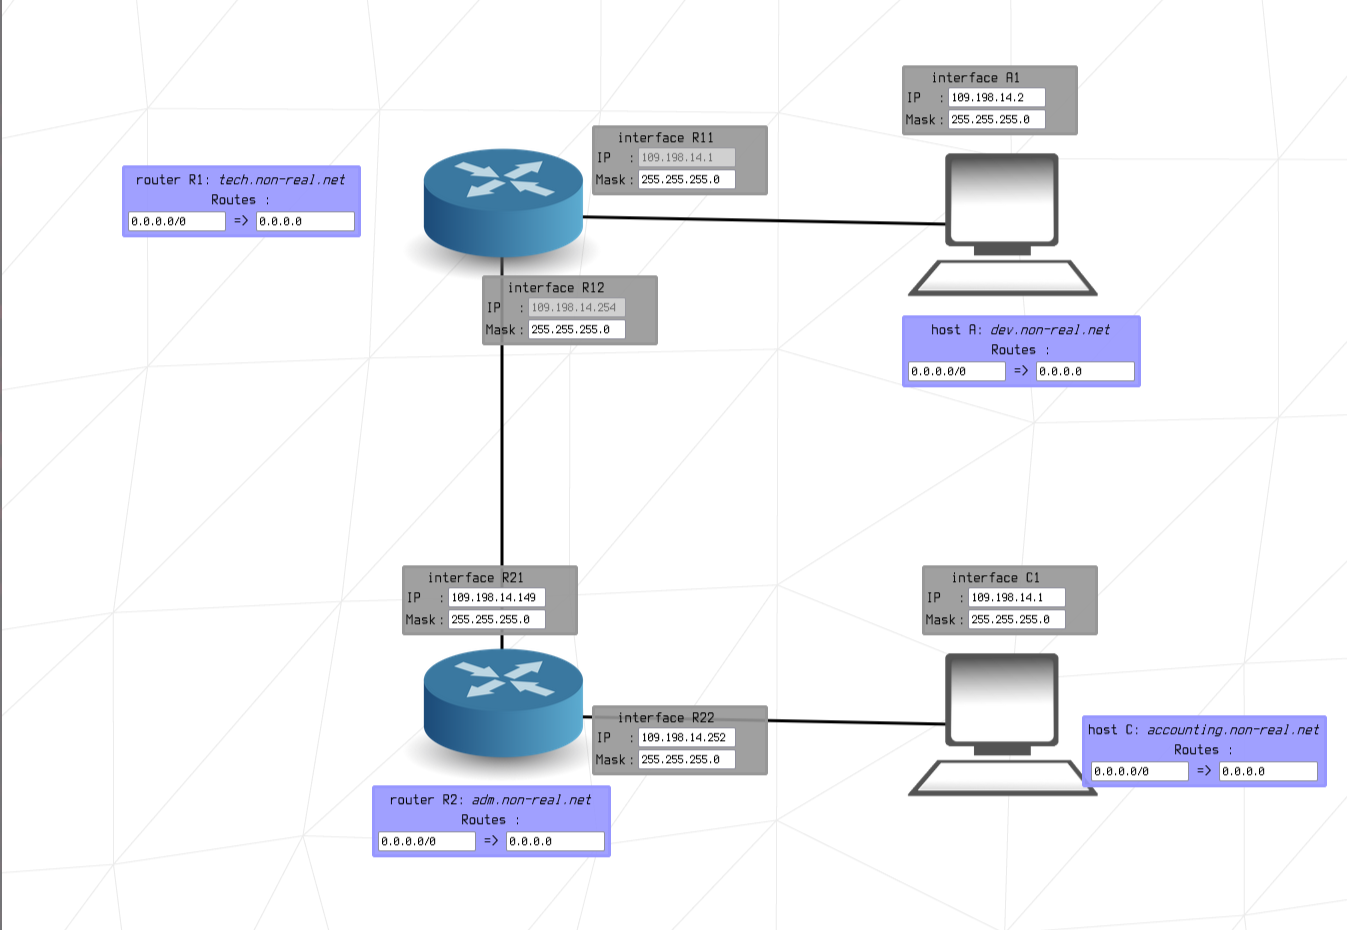 interface A1
IP : 109.198.14.2
Mask : 255.255.255.0
interface R11
IP : 109.198.14.1
Mask : 255.255.255.0
router R1: tech.non-real.net
Routes :
0.0.0.0/0 => 0.0.0.0
interface R12
IP : 109.198.14.254
Mask : 255.255.255.0
host A: dev.non-real.net
Routes :
0.0.0.0/0 => 0.0.0.0
interface R21
IP : 109.198.14.149
Mask : 255.255.255.0
interface C1
IP : 109.198.14.1
Mask : 255.255.255.0
interface R22
IP : 109.198.14.252
Mask : 255.255.255.0
host C: accounting.non-real.net
Routes :
0.0.0.0/0 => 0.0.0.0
router R2: adm.non-real.net
Routes :
0.0.0.0/0 => 0.0.0.0